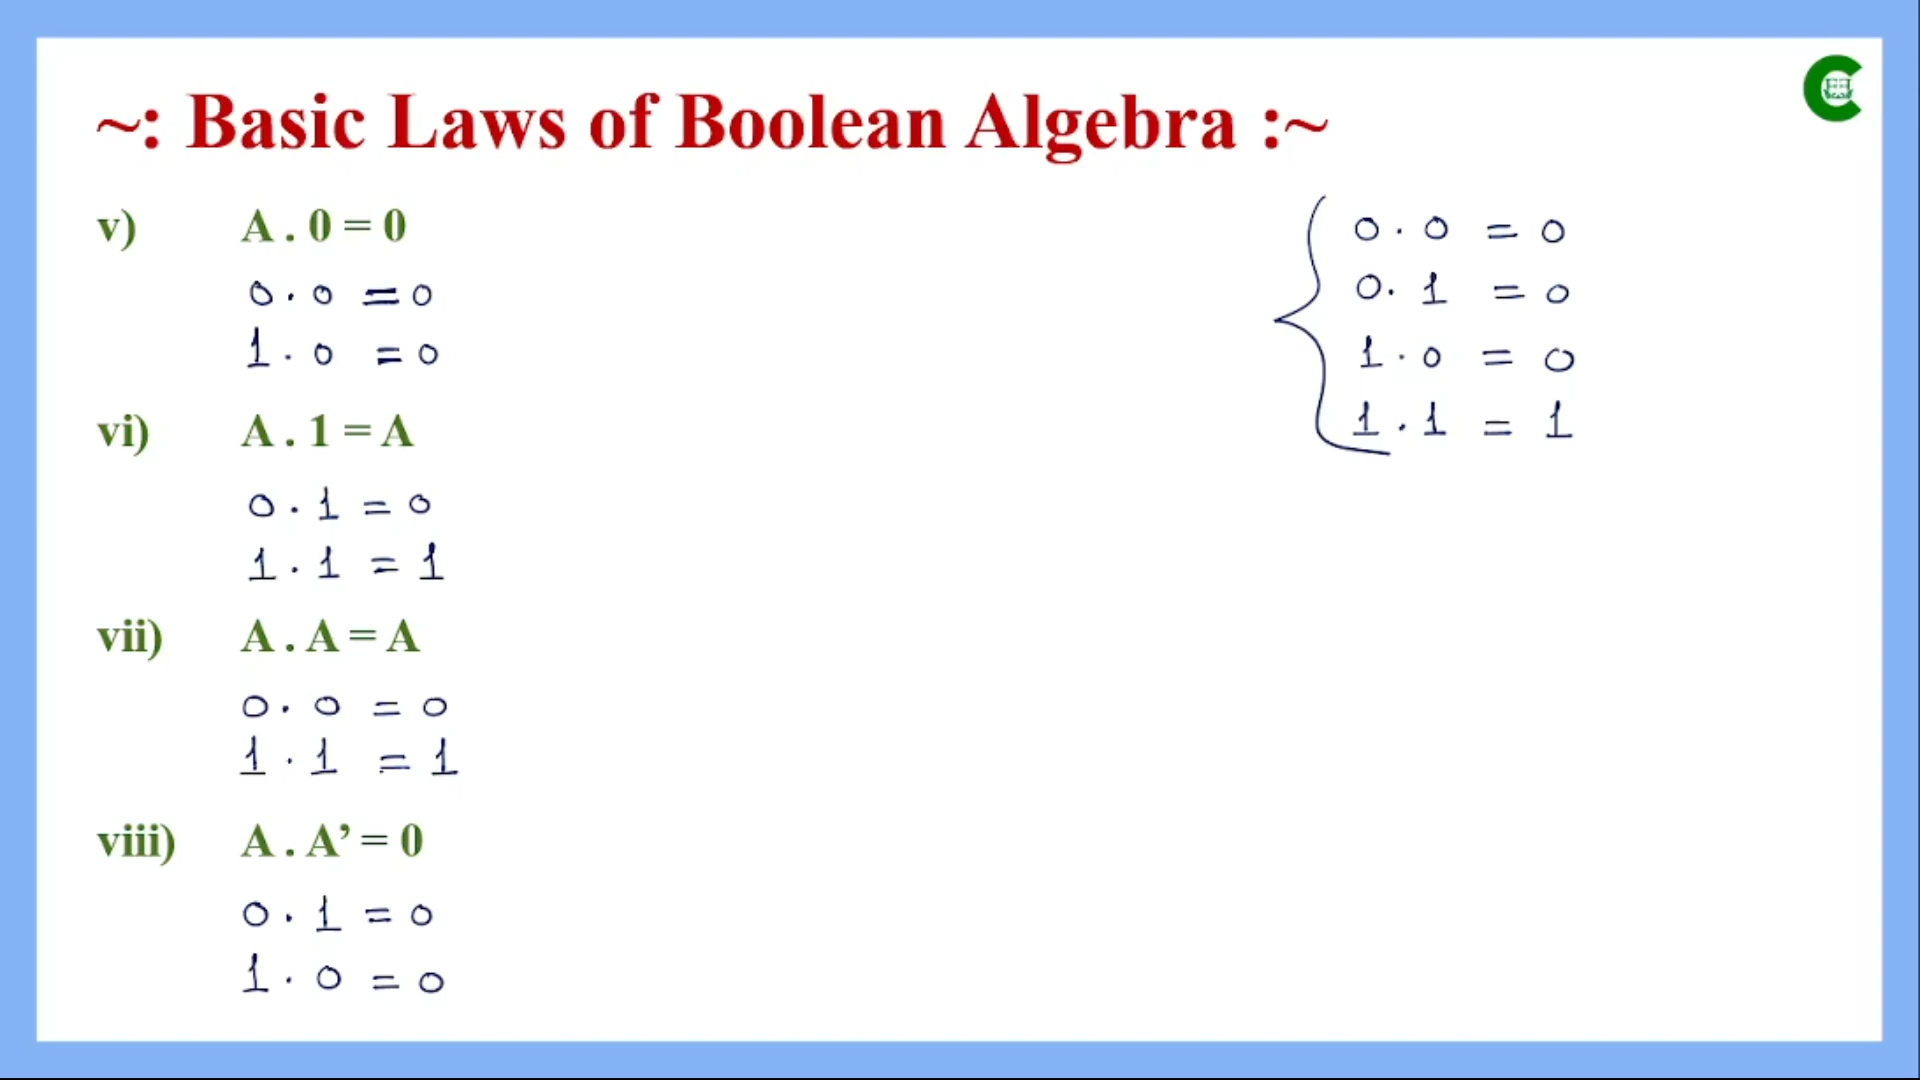 ~: Basic Laws of Boolean Algebra :~
v) A . 0 = 0
0 . 0 = 0
1 . 0 = 0
vi) A . 1 = A
0 . 1 = 0
1 . 1 = 1
vii) A . A = A
0 . 0 = 0
1 . 1 = 1
viii) A . A’ = 0
0 . 1 = 0
1 . 0 = 0
0 . 0 = 0
0 . 1 = 0
1 . 0 = 0
1 . 1 = 1